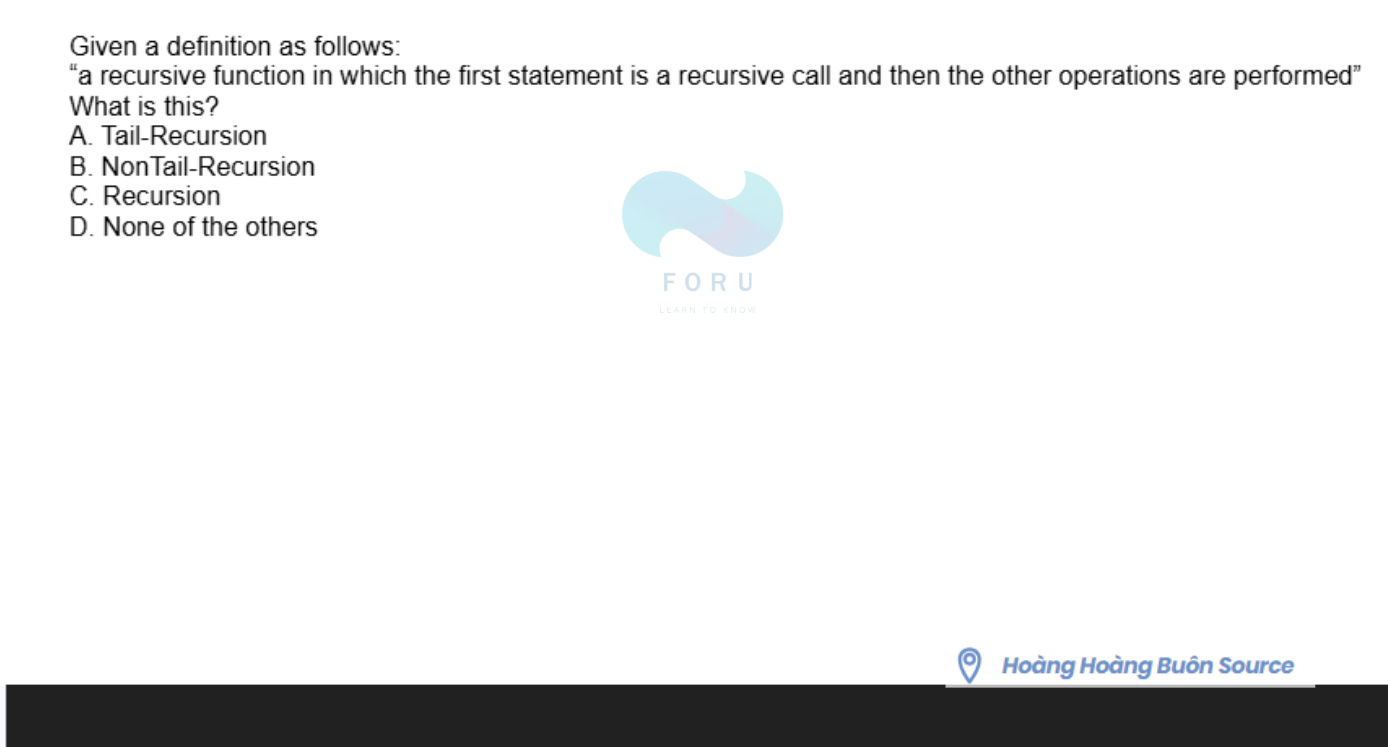 Given a definition as follows:
“a recursive function in which the first statement is a recursive call and then the other operations are performed”
What is this?
A. Tail-Recursion
B. NonTail-Recursion
C. Recursion
D. None of the others
FORU
LEARN TO KNOW
Hoàng Hoàng Buôn Source